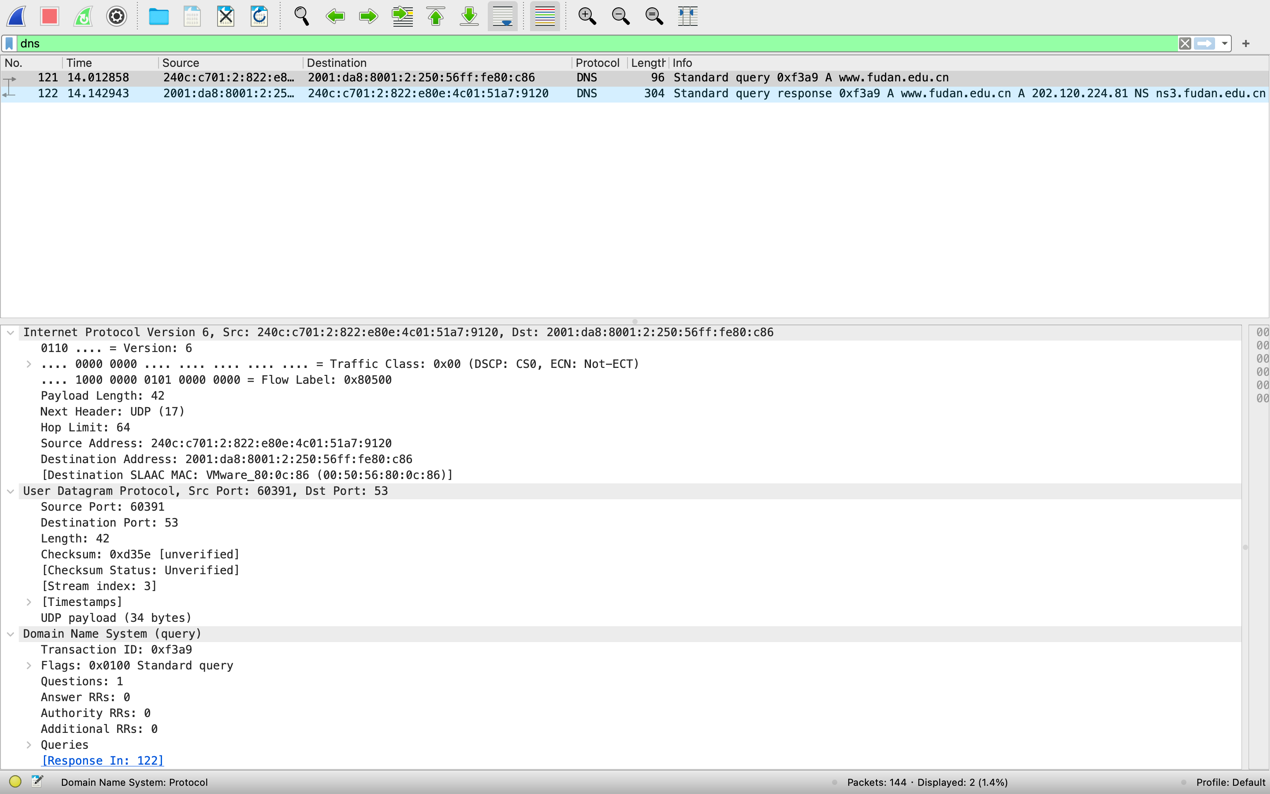 dns
No. Time Source Destination Protocol Length Info
121 14.012858 240c:c701:2:822:e8… 2001:da8:8001:2:250:56ff:fe80:c86 DNS 96 Standard query 0xf3a9 A www.fudan.edu.cn
122 14.142943 2001:da8:8001:2:25… 240c:c701:2:822:e80e:4c01:51a7:9120 DNS 304 Standard query response 0xf3a9 A www.fudan.edu.cn A 202.120.224.81 NS ns3.fudan.edu.cn
Internet Protocol Version 6, Src: 240c:c701:2:822:e80e:4c01:51a7:9120, Dst: 2001:da8:8001:2:250:56ff:fe80:c86
0110 .... = Version: 6
.... 0000 0000 .... .... .... .... .... = Traffic Class: 0x00 (DSCP: CS0, ECN: Not-ECT)
.... 1000 0000 0101 0000 0000 = Flow Label: 0x80500
Payload Length: 42
Next Header: UDP (17)
Hop Limit: 64
Source Address: 240c:c701:2:822:e80e:4c01:51a7:9120
Destination Address: 2001:da8:8001:2:250:56ff:fe80:c86
[Destination SLAAC MAC: VMware_80:0c:86 (00:50:56:80:0c:86)]
User Datagram Protocol, Src Port: 60391, Dst Port: 53
Source Port: 60391
Destination Port: 53
Length: 42
Checksum: 0xd35e [unverified]
[Checksum Status: Unverified]
[Stream index: 3]
[Timestamps]
UDP payload (34 bytes)
Domain Name System (query)
Transaction ID: 0xf3a9
Flags: 0x0100 Standard query
Questions: 1
Answer RRs: 0
Authority RRs: 0
Additional RRs: 0
Queries
[Response In: 122]
00
00
00
00
00
00
Domain Name System: Protocol
Packets: 144 · Displayed: 2 (1.4%)
Profile: Default